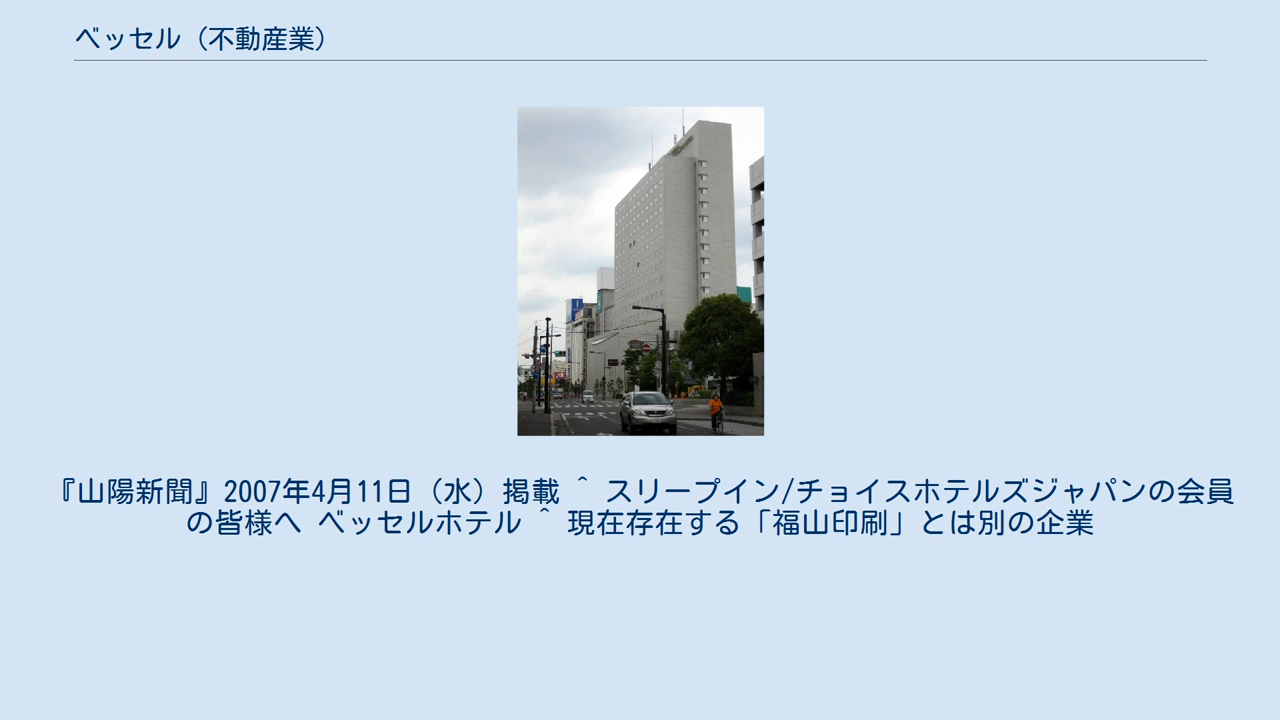 ベッセル（不動産業）
『山陽新聞』2007年4月11日（水）掲載 ^ スリープイン/チョイスホテルズジャパンの会員
の皆様へ ベッセルホテル ^ 現在存在する「福山印刷」とは別の企業